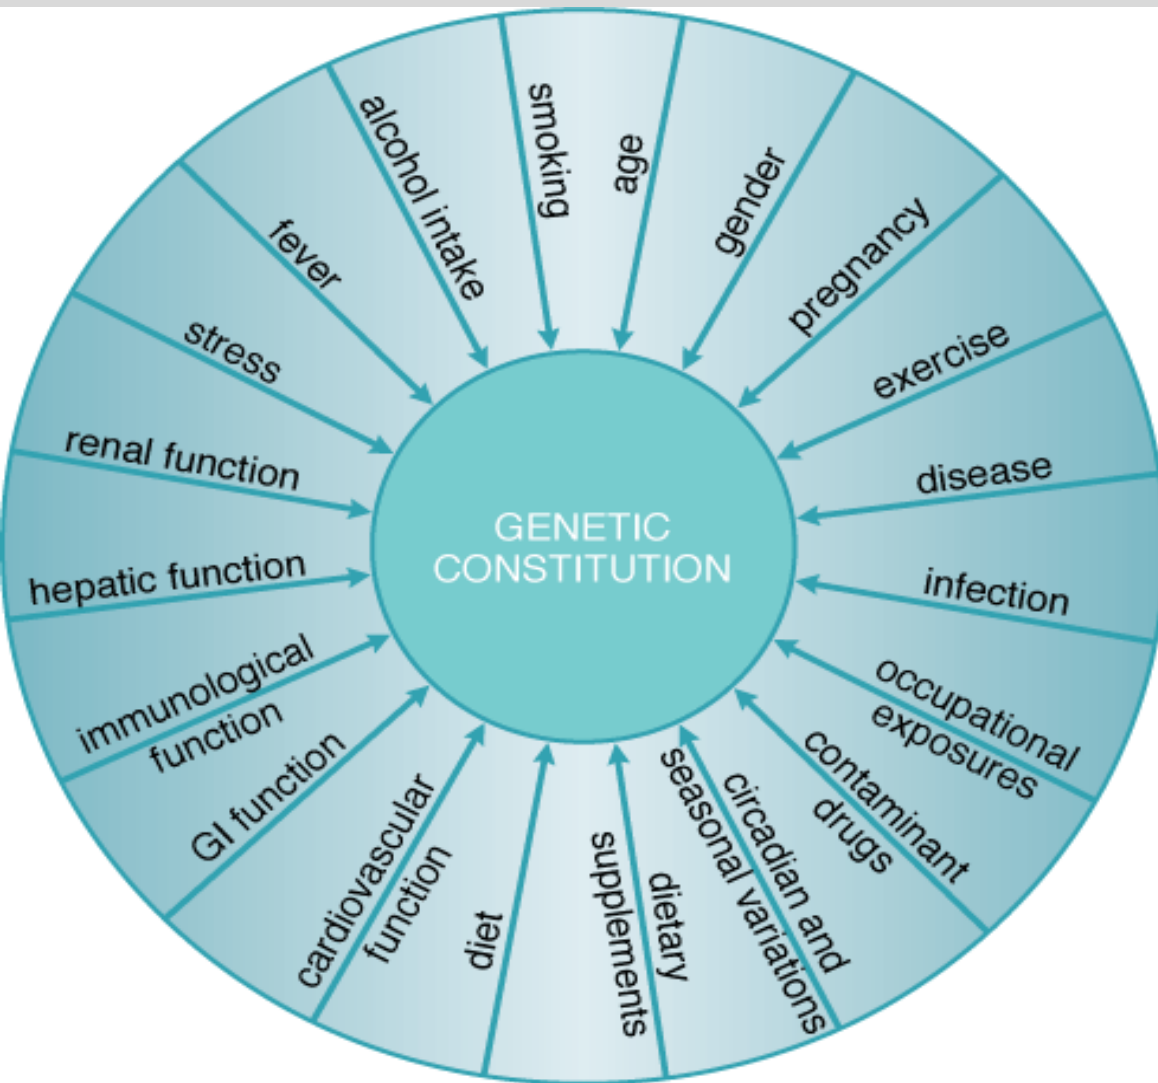 smoking
age
gender
pregnancy
exercise
disease
infection
occupational
exposures
contaminant
drugs
circadian and
seasonal variations
dietary
supplements
diet
cardiovascular
function
GI function
immunological
function
hepatic function
renal function
stress
fever
alcohol intake
GENETIC
CONSTITUTION